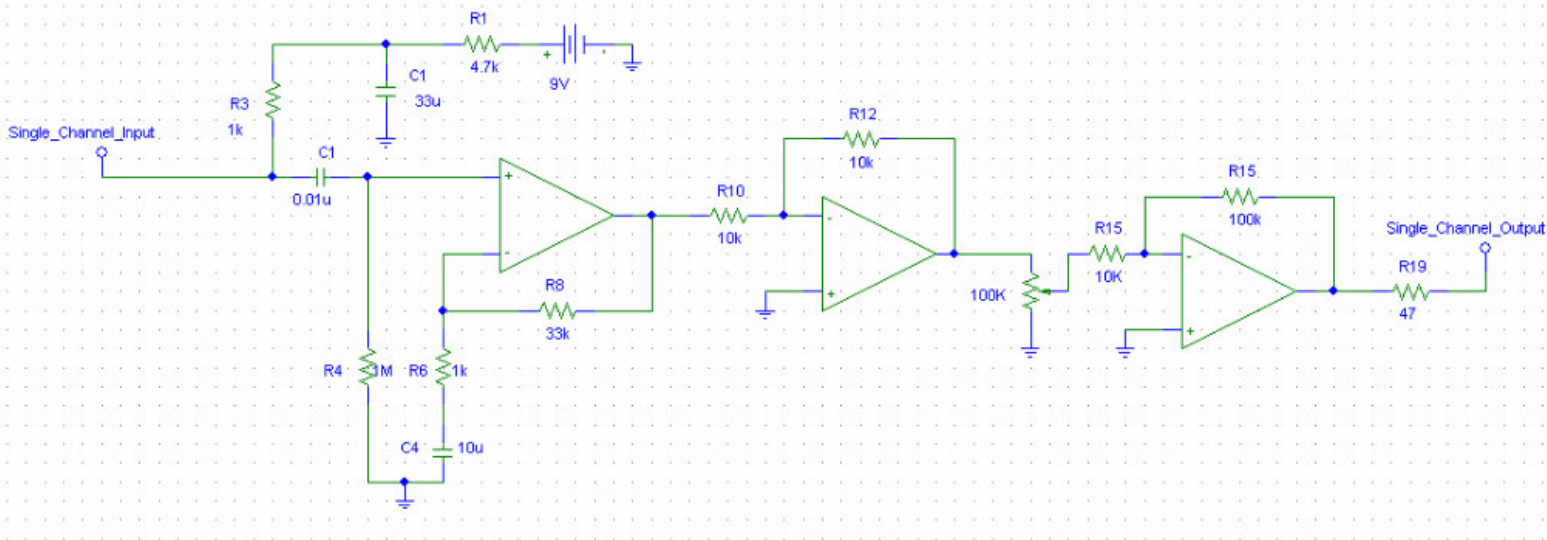 R1
4.7k
9V
C1
33u
R3
1k
Single_Channel_Input
C1
0.01u
R4
1M
R6
1k
C4
10u
R8
33k
R10
10k
R12
10k
100K
R15
10K
R15
100k
R19
47
Single_Channel_Output